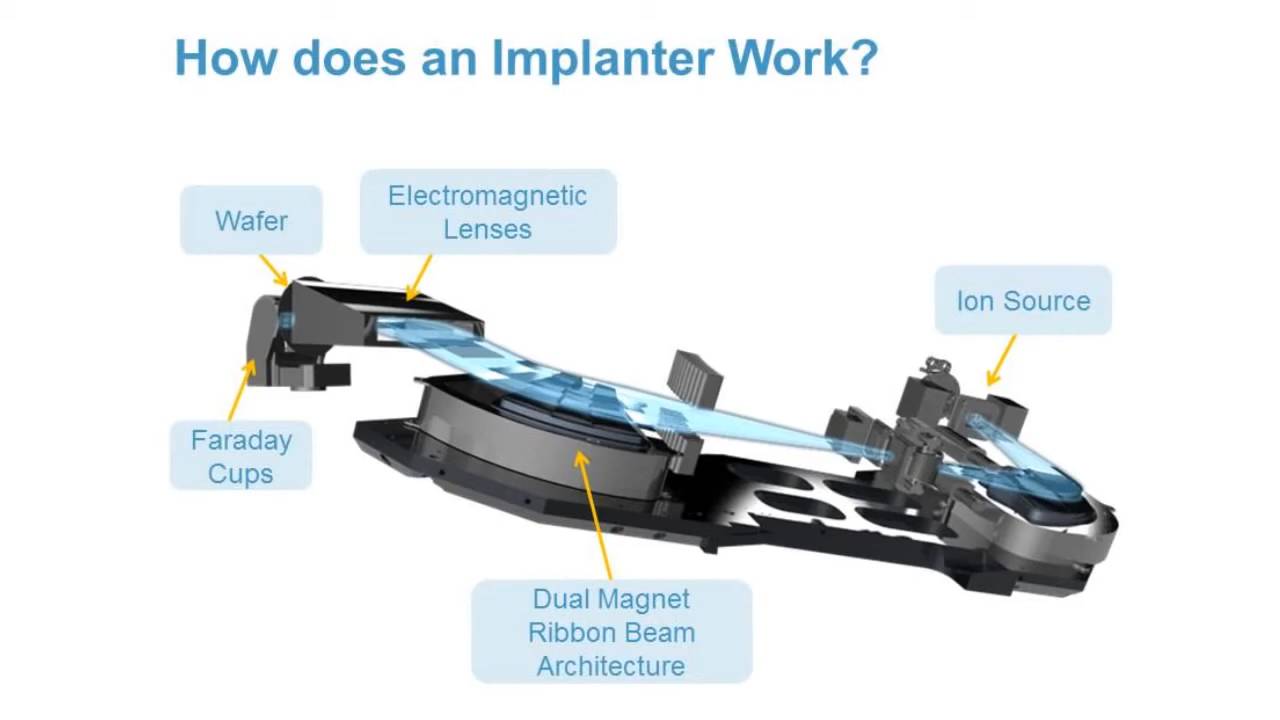 How does an Implanter Work?
Wafer
Electromagnetic
Lenses
Ion Source
Faraday
Cups
Dual Magnet
Ribbon Beam
Architecture